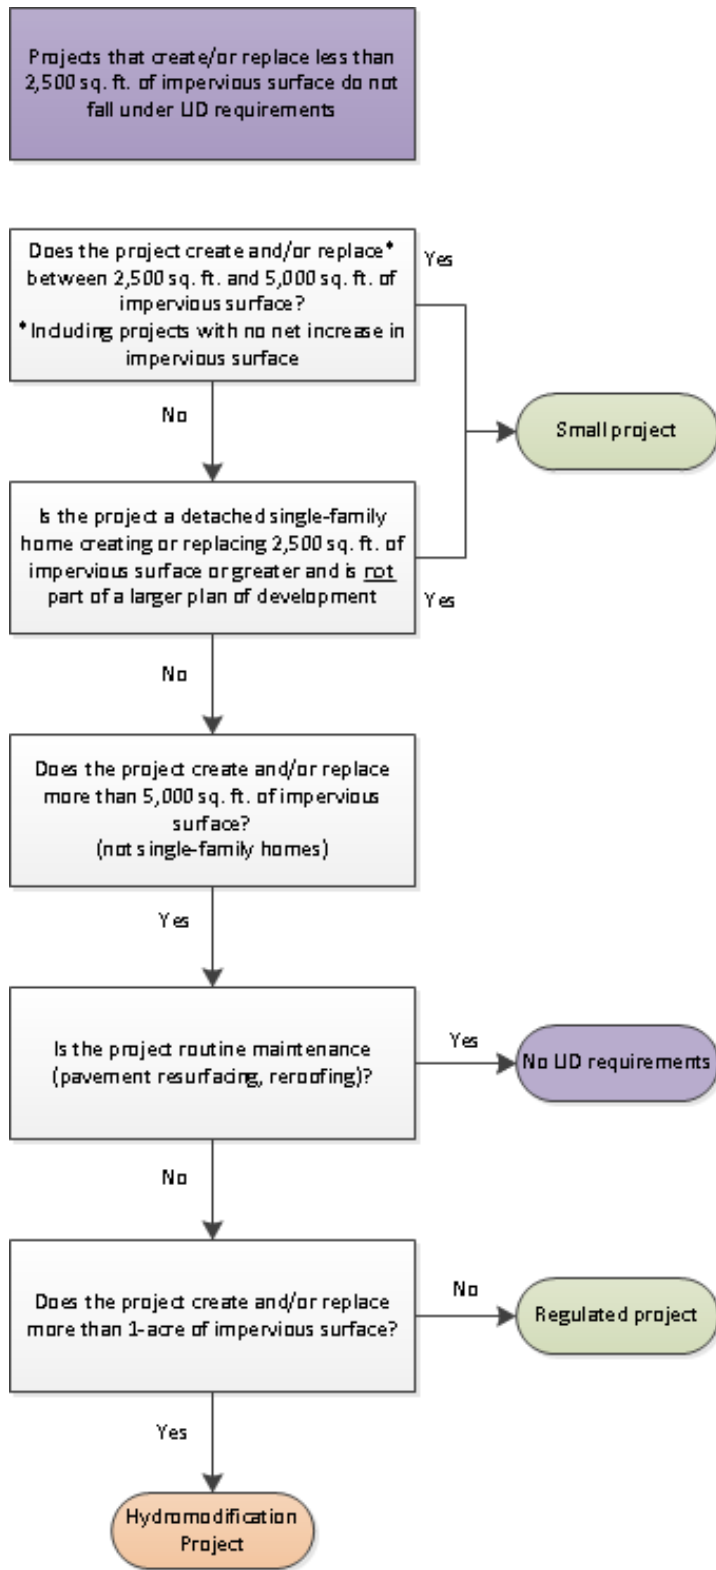 Projects that create/or replace less than
2,500 sq. ft. of impervious surface do not
fall under LID requirements
Does the project create and/or replace*
between 2,500 sq. ft. and 5,000 sq. ft. of
impervious surface?
*Including projects with no net increase in
impervious surface
Yes
No
Small project
Is the project a detached single-family
home creating or replacing 2,500 sq. ft. of
impervious surface or greater and is not
part of a larger plan of development
Yes
No
Does the project create and/or replace
more than 5,000 sq. ft. of impervious
surface?
(not single-family homes)
Yes
Is the project routine maintenance
(pavement resurfacing, reroofing)?
Yes
No LID requirements
No
Does the project create and/or replace
more than 1-acre of impervious surface?
No
Regulated project
Yes
Hydromodification
Project